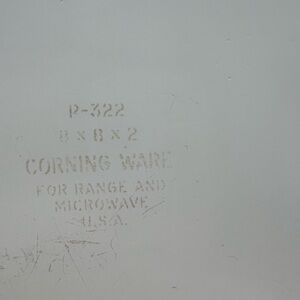 P-322
8 x 8 x 2
CORNING WARE
FOR RANGE AND
MICROWAVE
U.S.A.